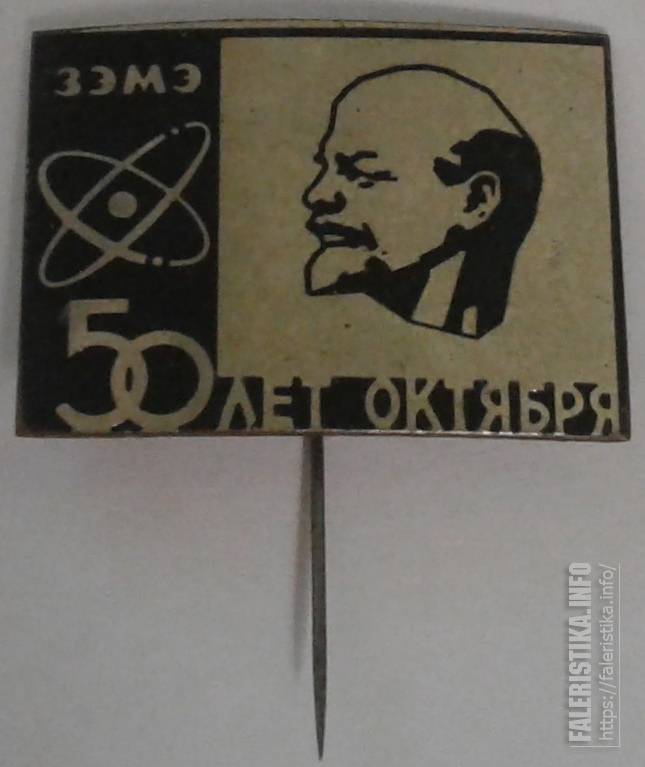 ЗЭМЭ
50 ЛЕТ ОКТЯБРЯ
FALERISTIKA.INFO
https://faleristika.info/